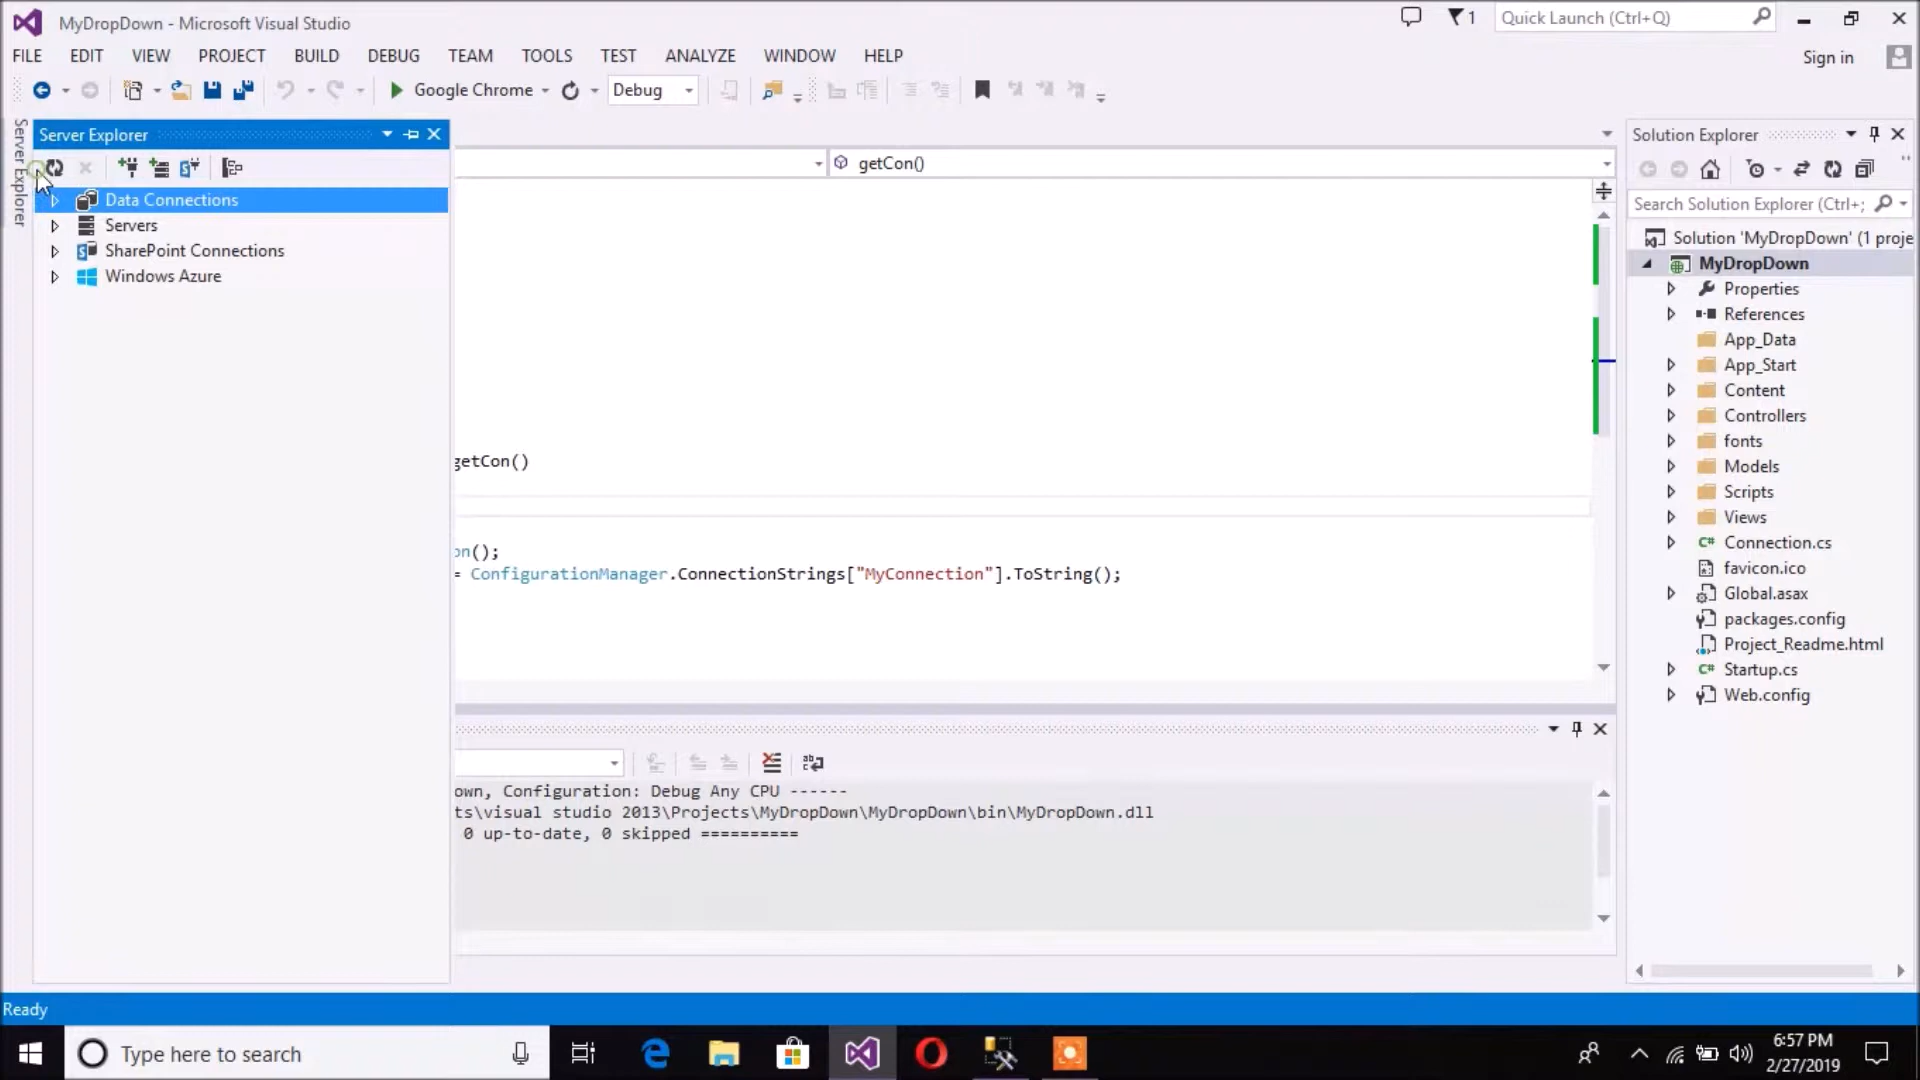 MyDropDown - Microsoft Visual Studio
1
Quick Launch (Ctrl+Q)
FILE EDIT VIEW PROJECT BUILD DEBUG TEAM TOOLS TEST ANALYZE WINDOW HELP
Sign in
Google Chrome
Debug
Server Explorer
Server Explorer
Data Connections
Servers
SharePoint Connections
Windows Azure
getCon()
getCon()
on();
= ConfigurationManager.ConnectionStrings["MyConnection"].ToString();
own, Configuration: Debug Any CPU ------
ts\visual studio 2013\Projects\MyDropDown\MyDropDown\bin\MyDropDown.dll
0 up-to-date, 0 skipped ==========
Solution Explorer
Search Solution Explorer (Ctrl+;
Solution 'MyDropDown' (1 proje
MyDropDown
Properties
References
App_Data
App_Start
Content
Controllers
fonts
Models
Scripts
Views
Connection.cs
favicon.ico
Global.asax
packages.config
Project_Readme.html
Startup.cs
Web.config
Ready
Type here to search
6:57 PM
2/27/2019